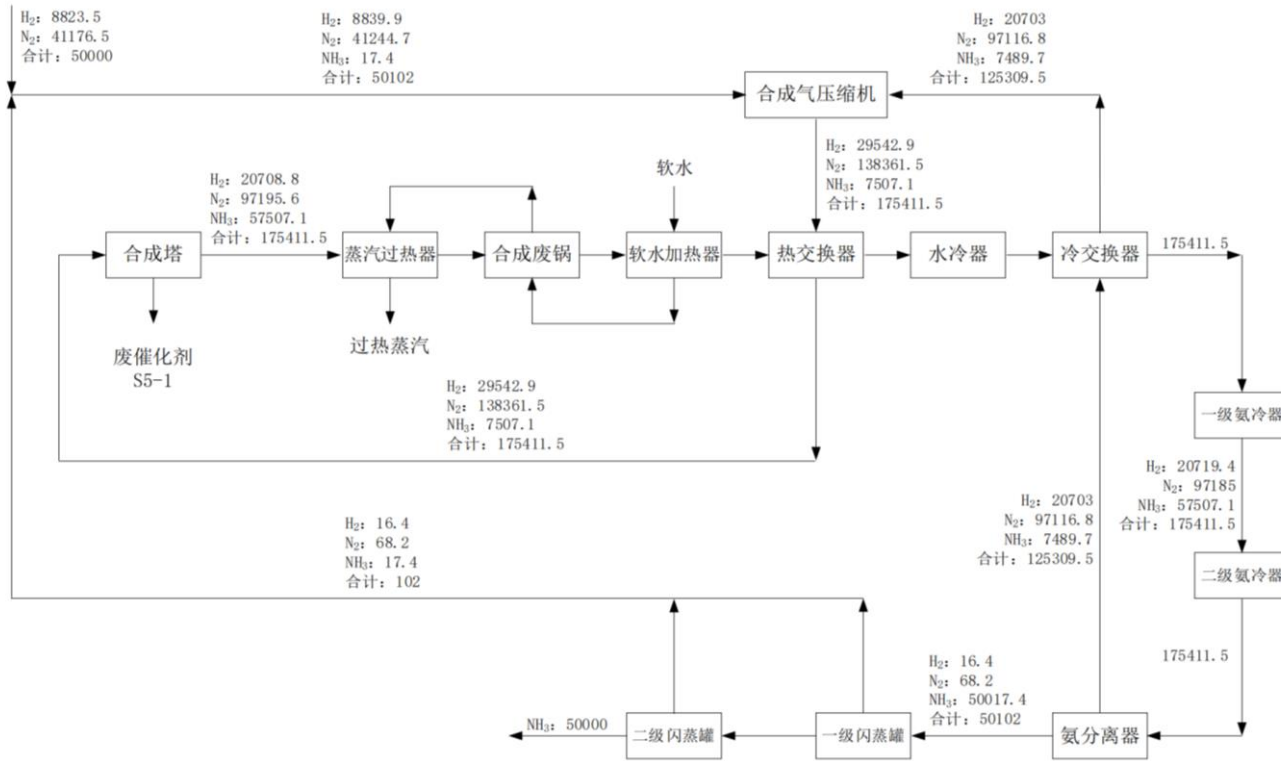 H₂: 8823.5
N₂: 41176.5
合计: 50000
H₂: 8839.9
N₂: 41244.7
NH₃: 17.4
合计: 50102
H₂: 20703
N₂: 97116.8
NH₃: 7489.7
合计: 125309.5
合成气压缩机
H₂: 29542.9
N₂: 138361.5
NH₃: 7507.1
合计: 175411.5
软水
H₂: 20708.8
N₂: 97195.6
NH₃: 57507.1
合计: 175411.5
合成塔
蒸汽过热器
合成废锅
软水加热器
热交换器
水冷器
冷交换器
175411.5
废催化剂
S5-1
过热蒸汽
H₂: 29542.9
N₂: 138361.5
NH₃: 7507.1
合计: 175411.5
一级氨冷器
H₂: 20719.4
N₂: 97185
NH₃: 57507.1
合计: 175411.5
H₂: 20703
N₂: 97116.8
NH₃: 7489.7
合计: 125309.5
H₂: 16.4
N₂: 68.2
NH₃: 17.4
合计: 102
二级氨冷器
175411.5
H₂: 16.4
N₂: 68.2
NH₃: 50017.4
合计: 50102
NH₃: 50000
二级闪蒸罐
一级闪蒸罐
氨分离器